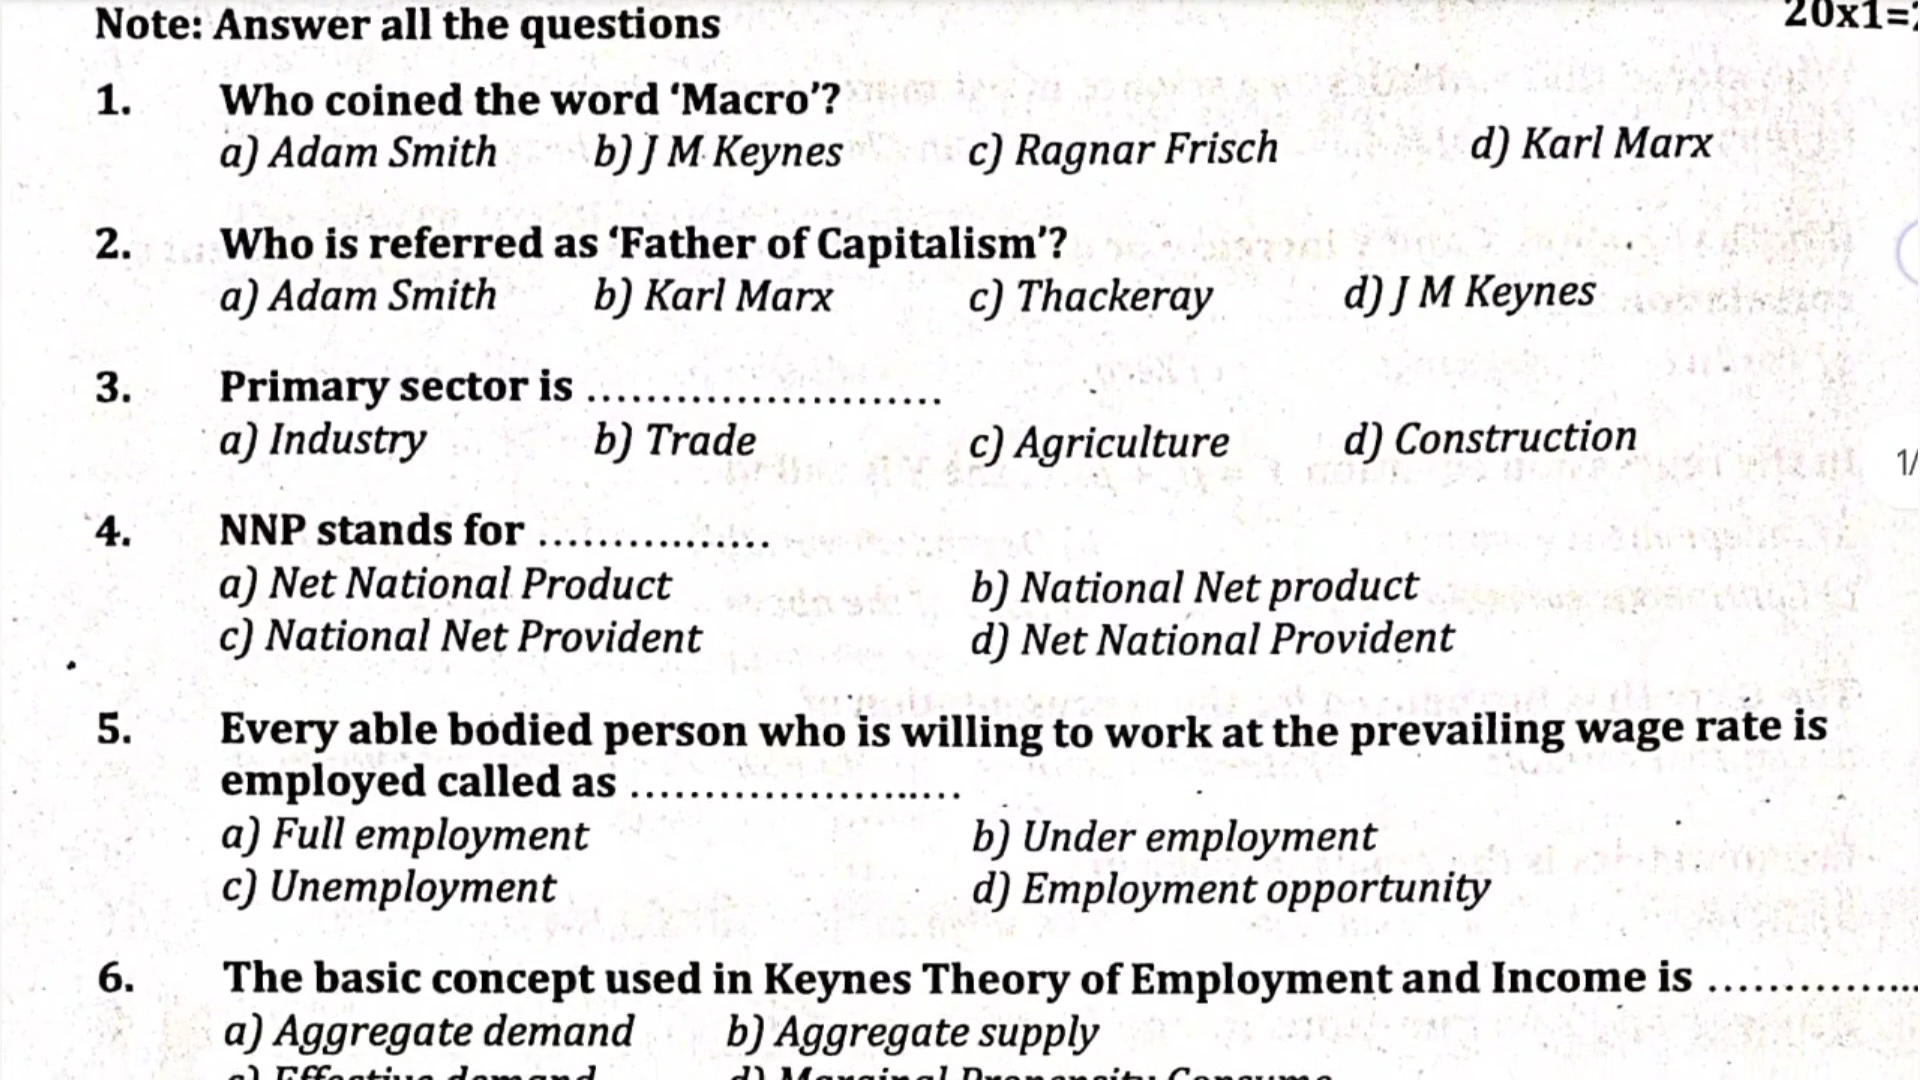 Note: Answer all the questions 20x1=
1. Who coined the word ‘Macro’?
a) Adam Smith b) J M Keynes c) Ragnar Frisch d) Karl Marx
2. Who is referred as ‘Father of Capitalism’?
a) Adam Smith b) Karl Marx c) Thackeray d) J M Keynes
3. Primary sector is ........................
a) Industry b) Trade c) Agriculture d) Construction
4. NNP stands for ................
a) Net National Product b) National Net product
c) National Net Provident d) Net National Provident
5. Every able bodied person who is willing to work at the prevailing wage rate is
employed called as .......................
a) Full employment b) Under employment
c) Unemployment d) Employment opportunity
6. The basic concept used in Keynes Theory of Employment and Income is ...............
a) Aggregate demand b) Aggregate supply
c) Effective demand d) Marginal Propensity Consume
1/